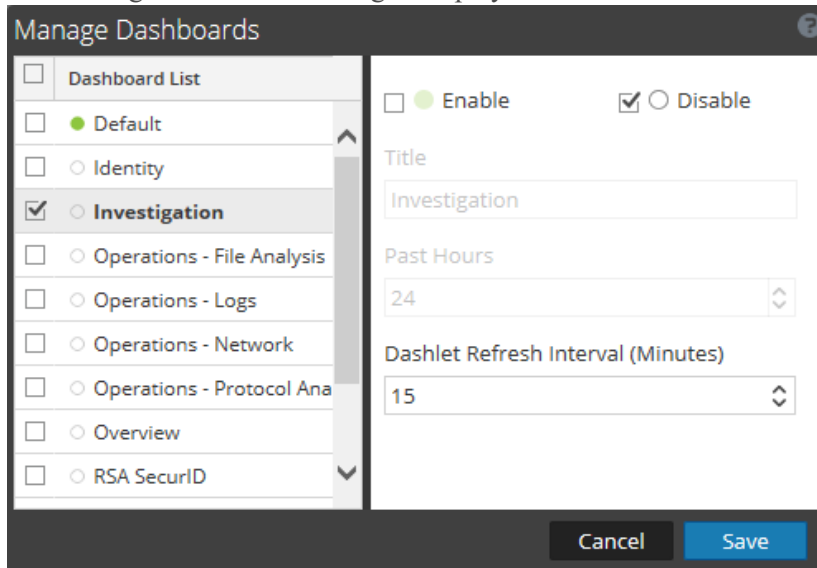 Manage Dashboards
Dashboard List
Default
Identity
Investigation
Operations - File Analysis
Operations - Logs
Operations - Network
Operations - Protocol Ana
Overview
RSA SecurID
Enable
Disable
Title
Investigation
Past Hours
24
Dashlet Refresh Interval (Minutes)
15
Cancel
Save